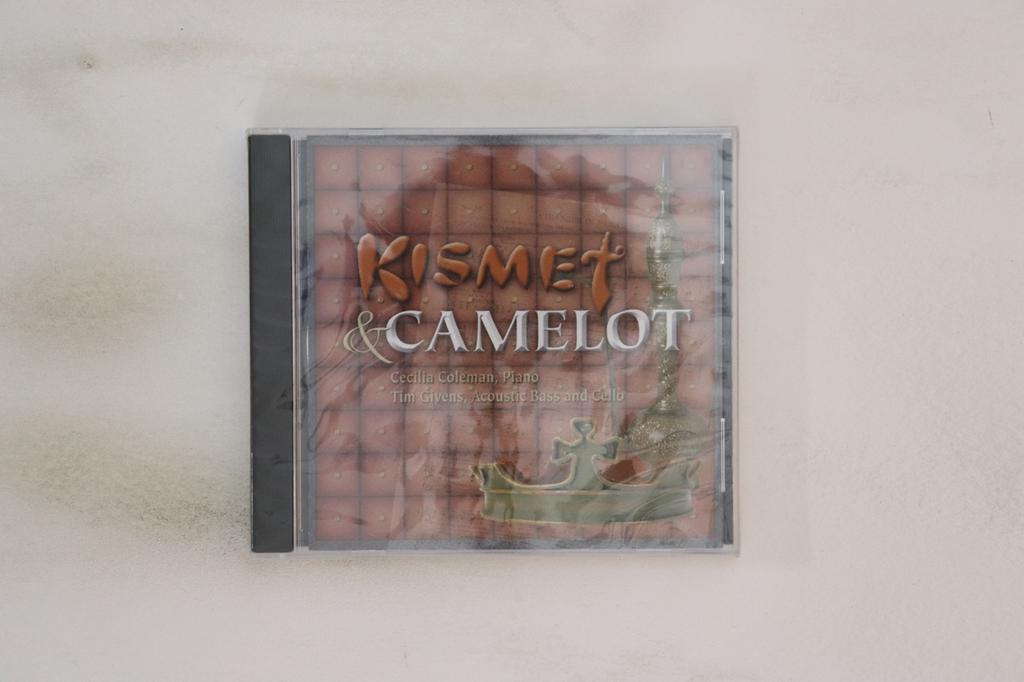 KISMET
& CAMELOT
Cecilia Coleman, Piano
Tim Givens, Acoustic Bass and Cello